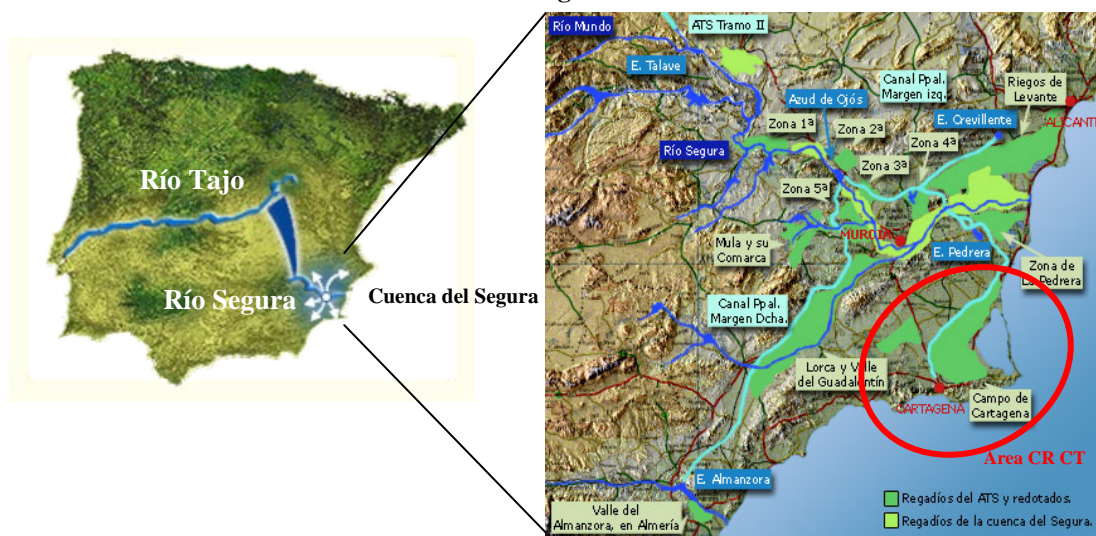 Río Tajo
Río Segura
Cuenca del Segura
Río Mundo
ATS Tramo II
E. Talave
Canal Ppal.
Margen izq.
Riegos de
Levante
Azud de Ojós
E. Crevillente
ALICANTE
Zona 1ª
Zona 2ª
Zona 4ª
Río Segura
Zona 3ª
Zona 5ª
MURCIA
Mula y su
Comarca
E. Pedrera
Zona de
La Pedrera
Canal Ppal.
Margen Dcha.
Lorca y Valle
del Guadalentín
CARTAGENA
Campo de
Cartagena
Área CR CT
E. Almanzora
Valle del
Almanzora, en Almería
Regadíos del ATS y redotados.
Regadíos de la cuenca del Segura.